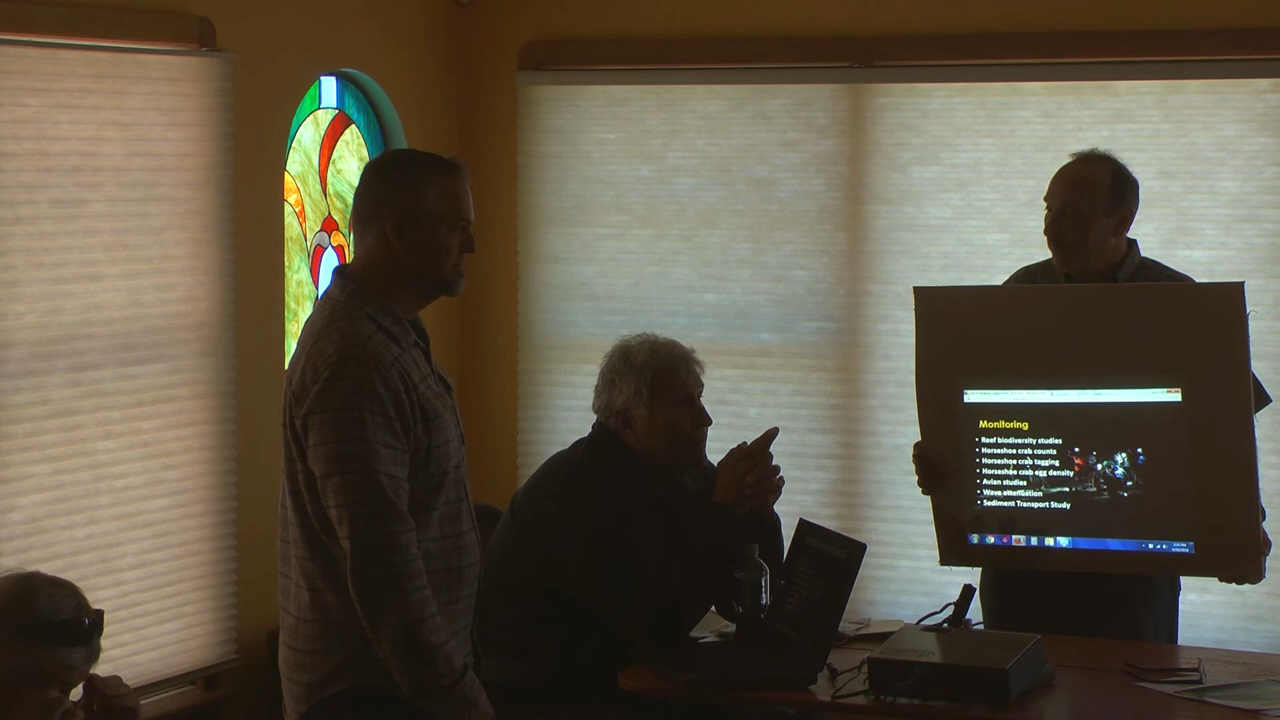 Monitoring
• Reef biodiversity studies
• Horseshoe crab counts
• Horseshoe crab tagging
• Horseshoe crab egg density
• Avian studies
• Wave attenuation
• Sediment Transport Study